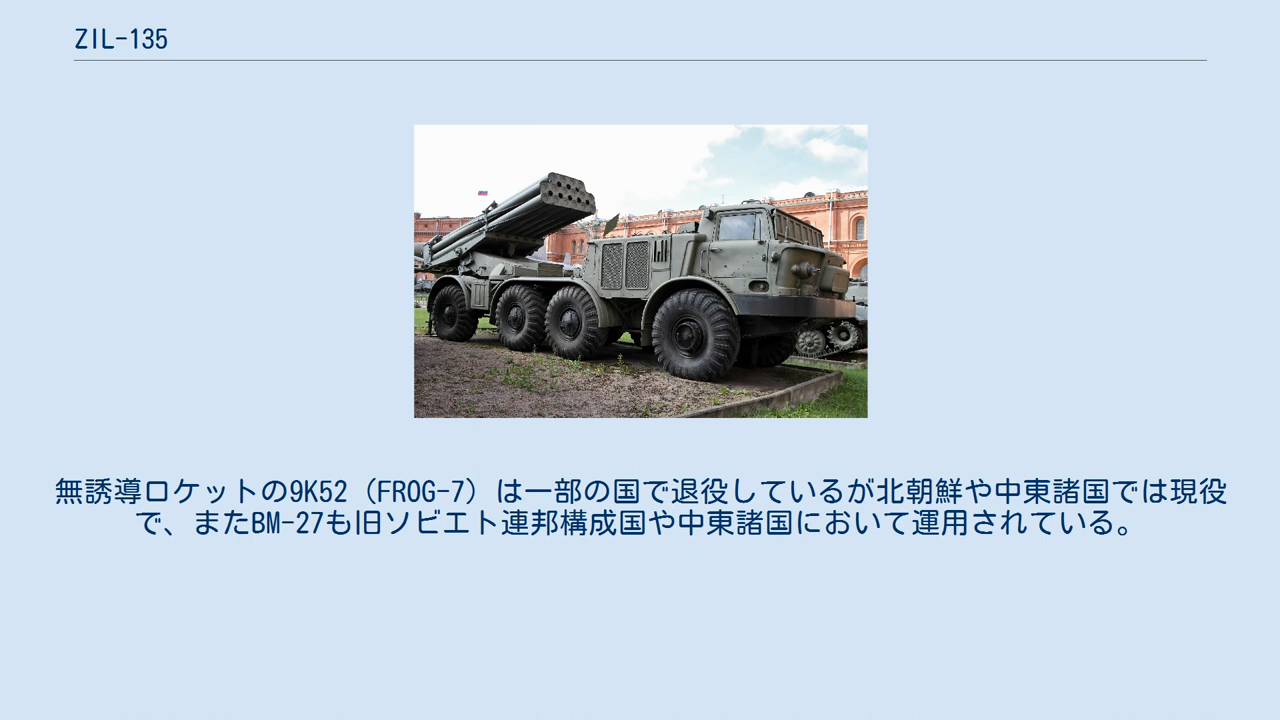 ZIL-135
無誘導ロケットの9K52（FROG-7）は一部の国で退役しているが北朝鮮や中東諸国では現役
で、またBM-27も旧ソビエト連邦構成国や中東諸国において運用されている。